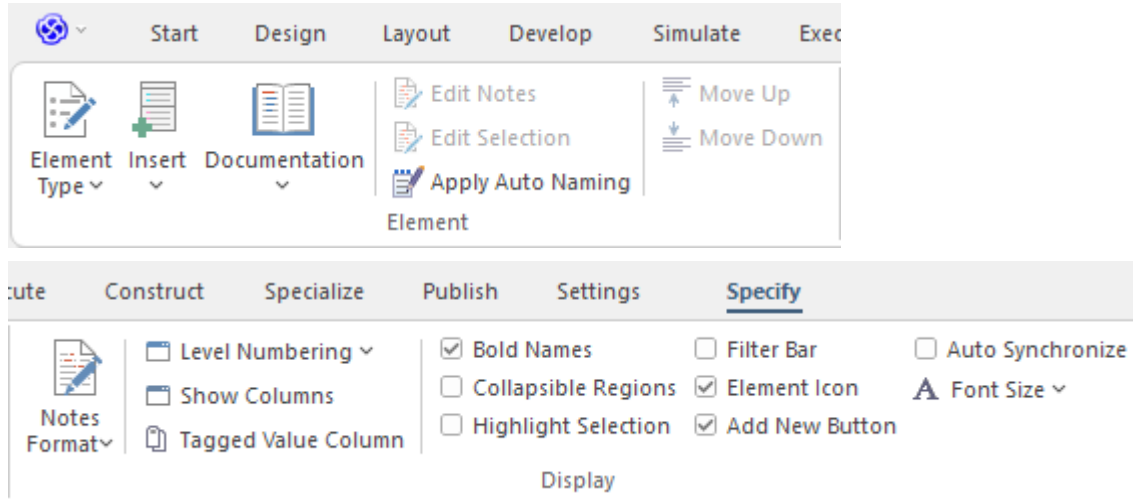 Start Design Layout Develop Simulate Exec
Edit Notes Move Up
Edit Selection Move Down
Element Type Insert Documentation
Apply Auto Naming
Element
cute Construct Specialize Publish Settings Specify
Level Numbering Bold Names Filter Bar Auto Synchronize
Show Columns Collapsible Regions Element Icon A Font Size
Notes Format Tagged Value Column Highlight Selection Add New Button
Display